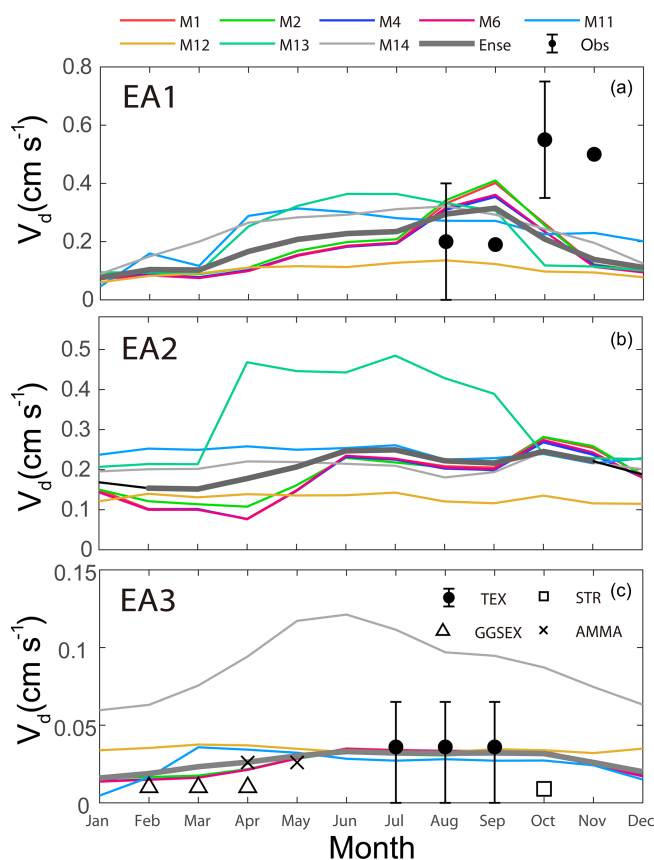 M1 M2 M4 M6 M11
M12 M13 M14 Ense Obs
0.8
0.6
0.4
0.2
0
V_d(cm s⁻¹)
EA1
(a)
0.5
0.4
0.3
0.2
0.1
0
V_d(cm s⁻¹)
EA2
(b)
0.15
0.1
0.05
0
V_d(cm s⁻¹)
EA3
(c)
TEX STR
GGSEX AMMA
Jan Feb Mar Apr May Jun Jul Aug Sep Oct Nov Dec
Month